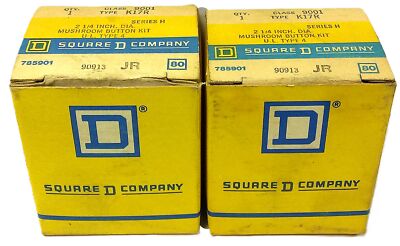 QTY. CLASS 9001
1 TYPE K17R
SERIES H
2 1/4 INCH. DIA.
MUSHROOM BUTTON KIT
U.L. TYPE 4
D SQUARE D COMPANY
785901 90913 JR 80
D ®
SQUARE D COMPANY
QTY. CLASS 9001
1 TYPE K17R
SERIES H
2 1/4 INCH. DIA.
MUSHROOM BUTTON KIT
U.L. TYPE 4
D SQUARE D COMPANY
785901 90913 JR 80
D ®
SQUARE D COMPANY